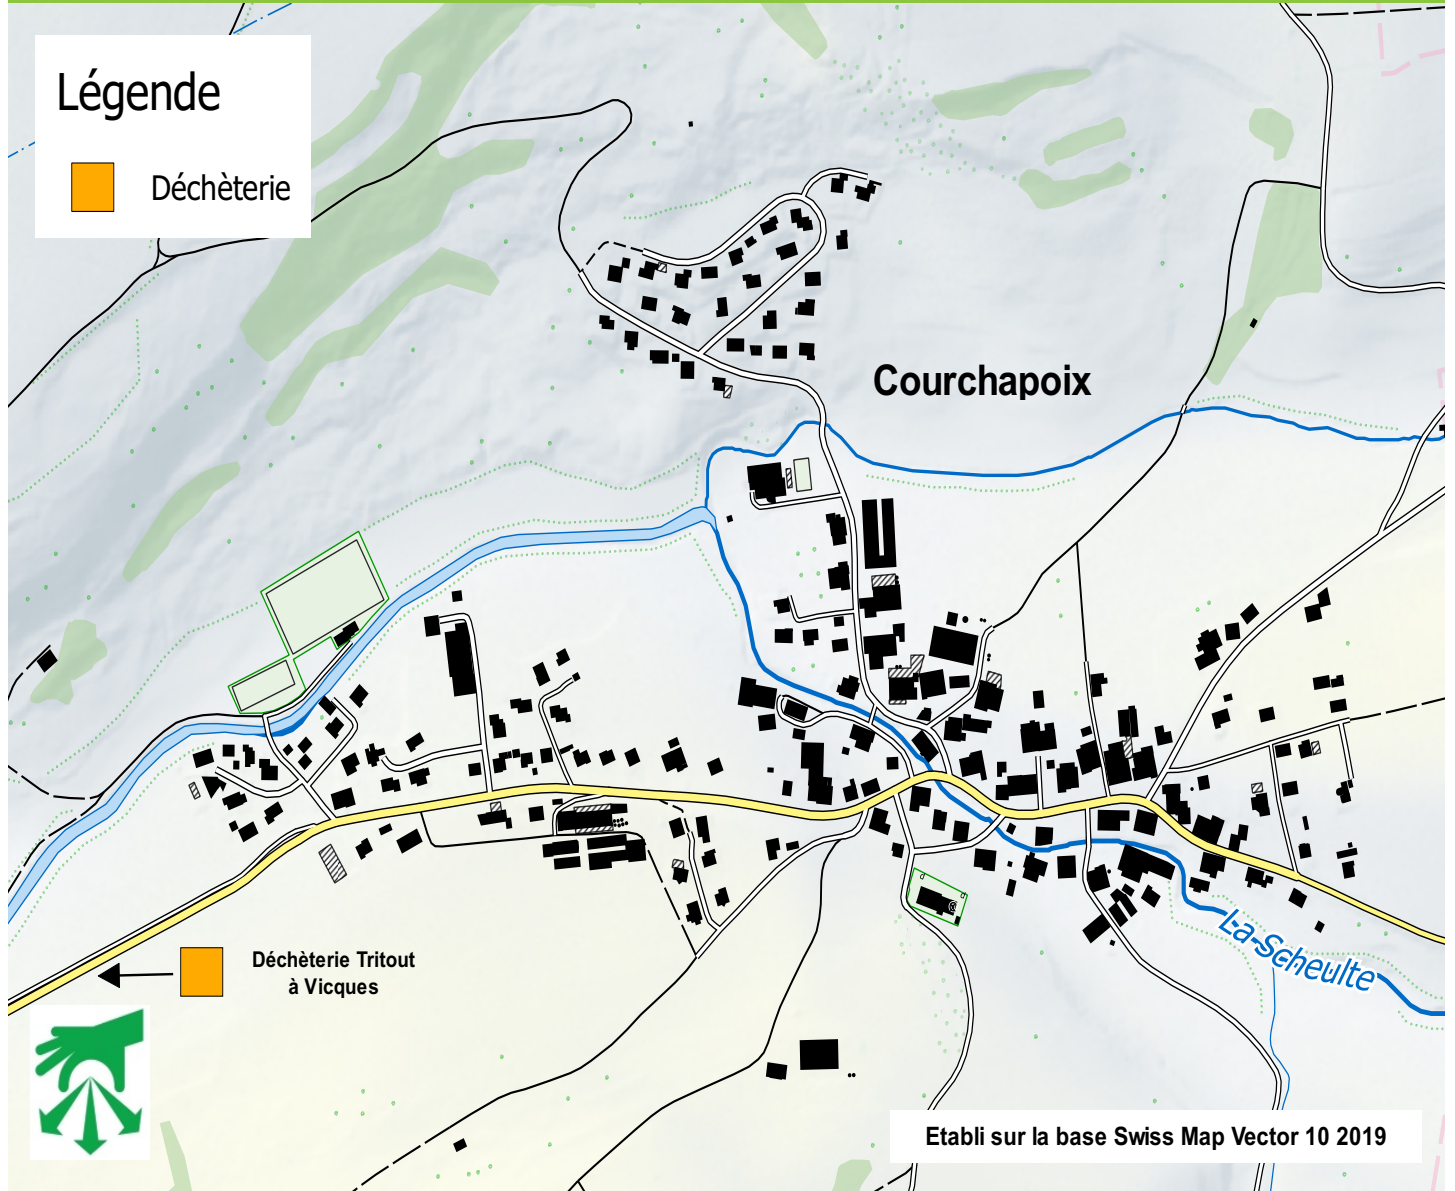 Légende
Déchèterie
Courchapoix
La Scheulte
Déchèterie Tritout
à Vicques
Etabli sur la base Swiss Map Vector 10 2019